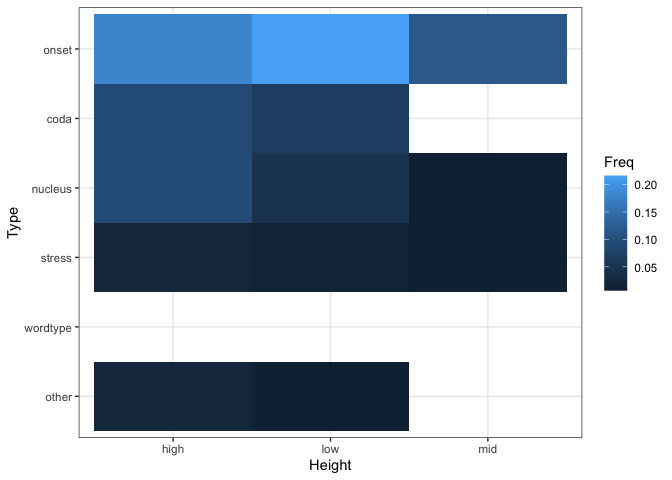 onset
coda
nucleus
stress
wordtype
other
Type
high low mid
Height
Freq
0.20
0.15
0.10
0.05